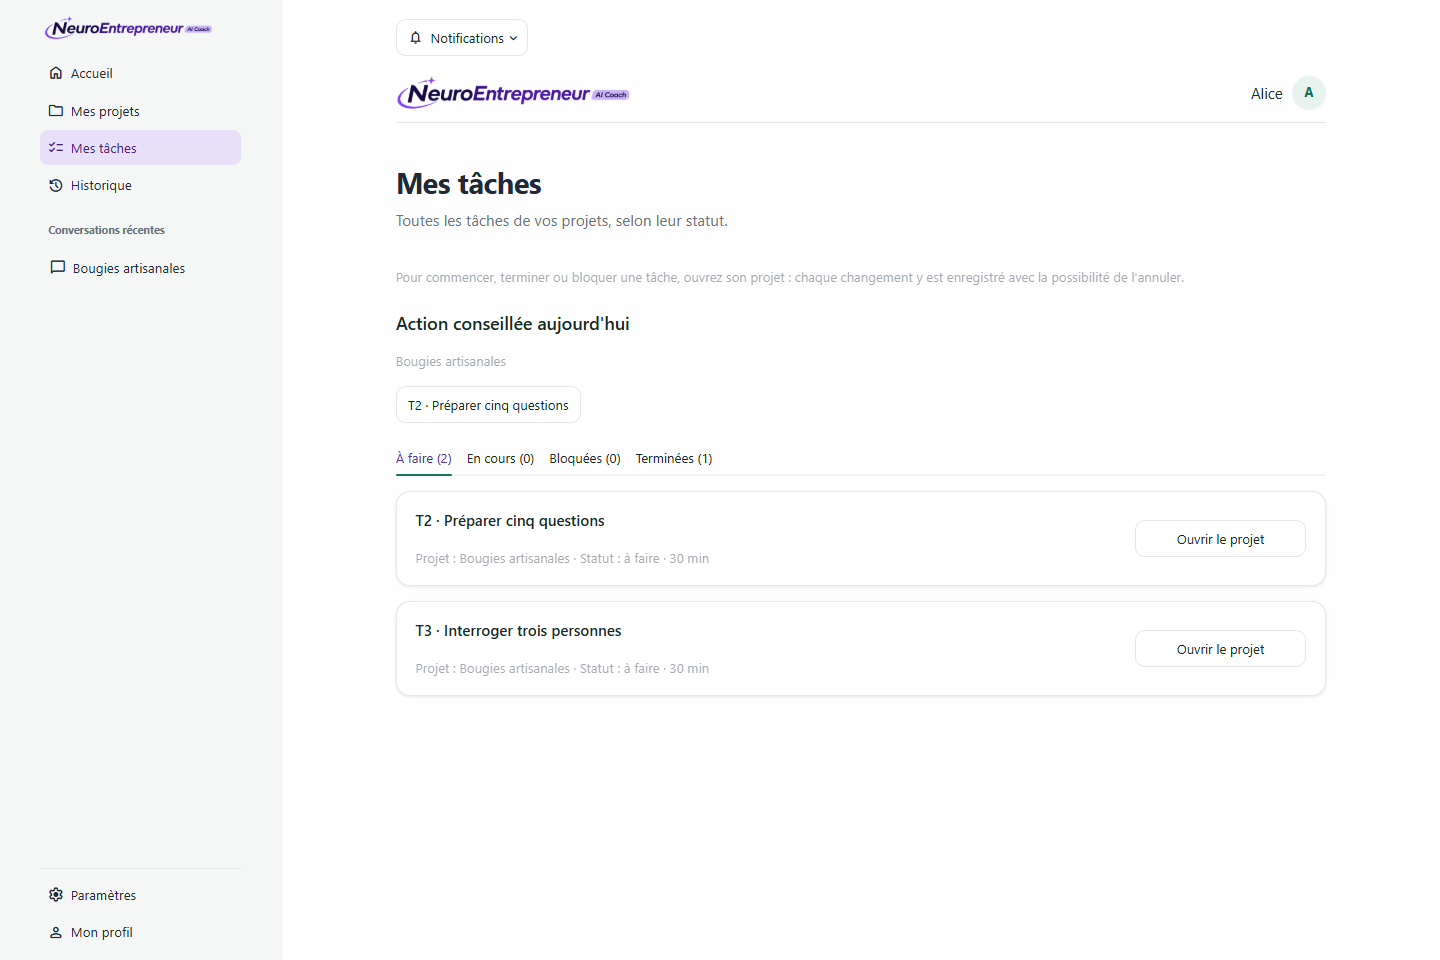 NeuroEntrepreneur AI Coach
Accueil
Mes projets
Mes tâches
Historique
Conversations récentes
Bougies artisanales
Paramètres
Mon profil
Notifications
NeuroEntrepreneur AI Coach
Alice A
Mes tâches
Toutes les tâches de vos projets, selon leur statut.
Pour commencer, terminer ou bloquer une tâche, ouvrez son projet : chaque changement y est enregistré avec la possibilité de l'annuler.
Action conseillée aujourd'hui
Bougies artisanales
T2 · Préparer cinq questions
À faire (2) En cours (0) Bloquées (0) Terminées (1)
T2 · Préparer cinq questions
Projet : Bougies artisanales · Statut : à faire · 30 min
Ouvrir le projet
T3 · Interroger trois personnes
Projet : Bougies artisanales · Statut : à faire · 30 min
Ouvrir le projet